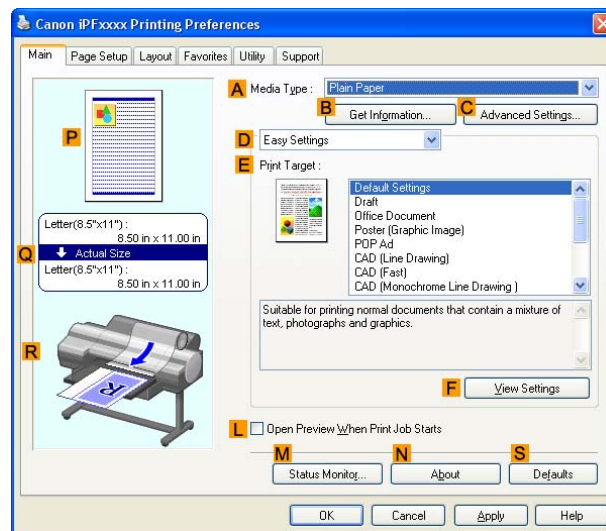 Canon iPFxxxx Printing Preferences
Main Page Setup Layout Favorites Utility Support
A Media Type : Plain Paper
B Get Information... C Advanced Settings...
D Easy Settings
E Print Target :
P
Default Settings
Draft
Office Document
Poster (Graphic Image)
POP Ad
CAD (Line Drawing)
CAD (Fast)
CAD (Monochrome Line Drawing )
Q
Letter(8.5"x11") :
8.50 in x 11.00 in
Actual Size
Letter(8.5"x11") :
8.50 in x 11.00 in
Suitable for printing normal documents that contain a mixture of
text, photographs and graphics.
R
R
F View Settings
L Open Preview When Print Job Starts
M Status Monitor... N About S Defaults
OK Cancel Apply Help